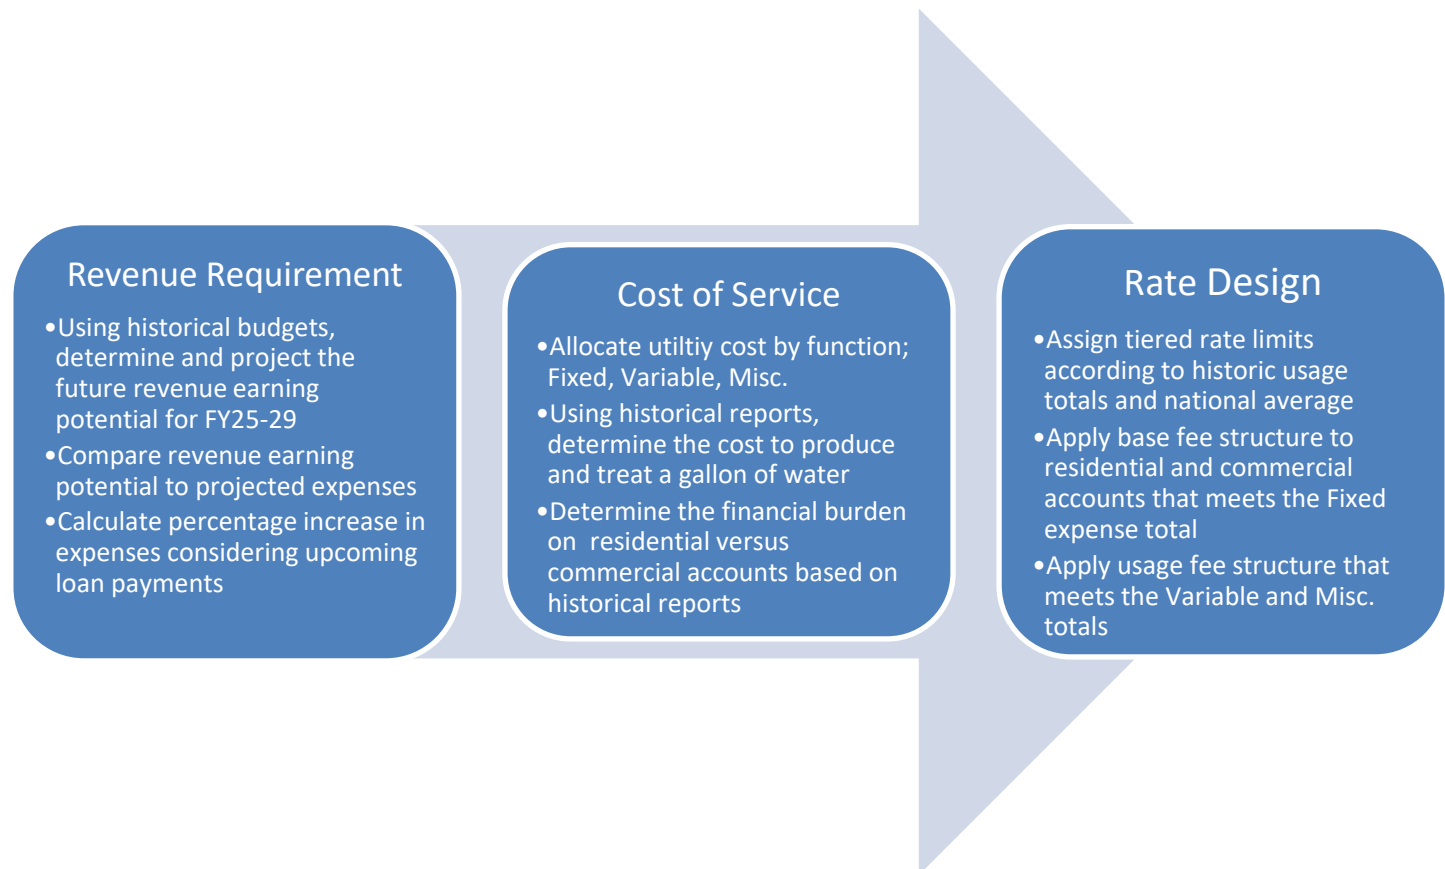 Revenue Requirement
•Using historical budgets,
determine and project the
future revenue earning
potential for FY25-29
•Compare revenue earning
potential to projected expenses
•Calculate percentage increase in
expenses considering upcoming
loan payments
Cost of Service
•Allocate utiltiy cost by function;
Fixed, Variable, Misc.
•Using historical reports,
determine the cost to produce
and treat a gallon of water
•Determine the financial burden
on residential versus
commercial accounts based on
historical reports
Rate Design
•Assign tiered rate limits
according to historic usage
totals and national average
•Apply base fee structure to
residential and commercial
accounts that meets the Fixed
expense total
•Apply usage fee structure that
meets the Variable and Misc.
totals